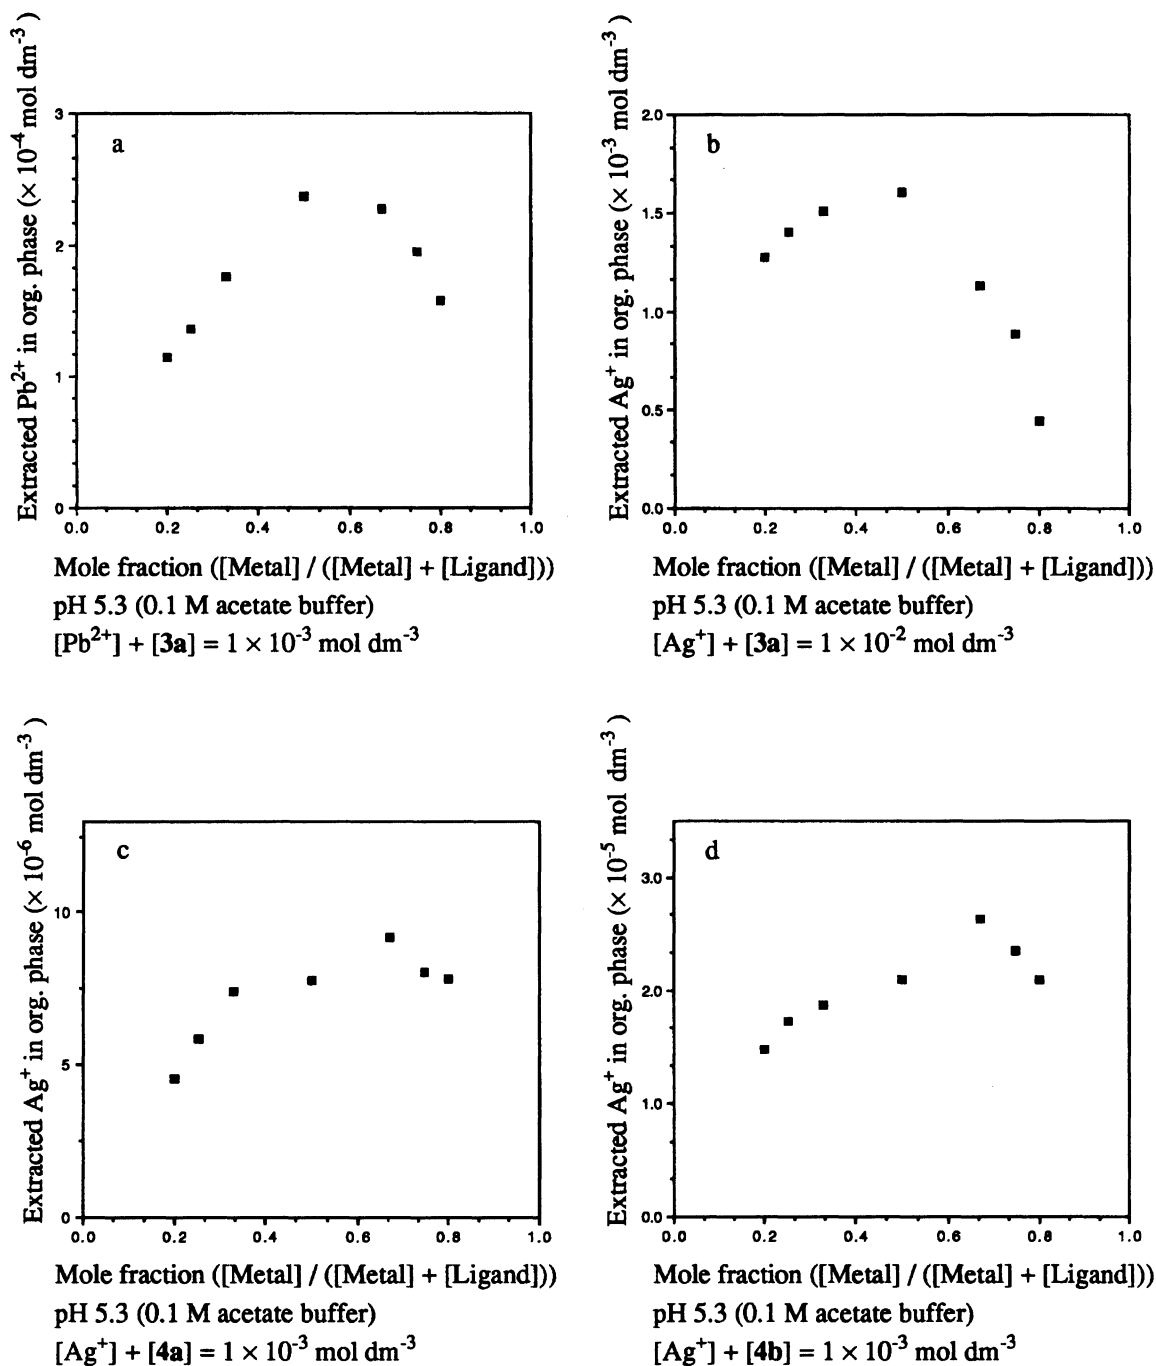 Extracted Pb²⁺ in org. phase (× 10⁻⁴ mol dm⁻³)
a
3
2
1
0
0.0 0.2 0.4 0.6 0.8 1.0
Mole fraction ([Metal] / ([Metal] + [Ligand]))
pH 5.3 (0.1 M acetate buffer)
[Pb²⁺] + [3a] = 1 × 10⁻³ mol dm⁻³
Extracted Ag⁺ in org. phase (× 10⁻³ mol dm⁻³)
b
2.0
1.5
1.0
0.5
0.0
0.0 0.2 0.4 0.6 0.8 1.0
Mole fraction ([Metal] / ([Metal] + [Ligand]))
pH 5.3 (0.1 M acetate buffer)
[Ag⁺] + [3a] = 1 × 10⁻² mol dm⁻³
Extracted Ag⁺ in org. phase (× 10⁻⁶ mol dm⁻³)
c
10
5
0
0.0 0.2 0.4 0.6 0.8 1.0
Mole fraction ([Metal] / ([Metal] + [Ligand]))
pH 5.3 (0.1 M acetate buffer)
[Ag⁺] + [4a] = 1 × 10⁻³ mol dm⁻³
Extracted Ag⁺ in org. phase (× 10⁻⁵ mol dm⁻³)
d
3.0
2.0
1.0
0.0
0.0 0.2 0.4 0.6 0.8 1.0
Mole fraction ([Metal] / ([Metal] + [Ligand]))
pH 5.3 (0.1 M acetate buffer)
[Ag⁺] + [4b] = 1 × 10⁻³ mol dm⁻³